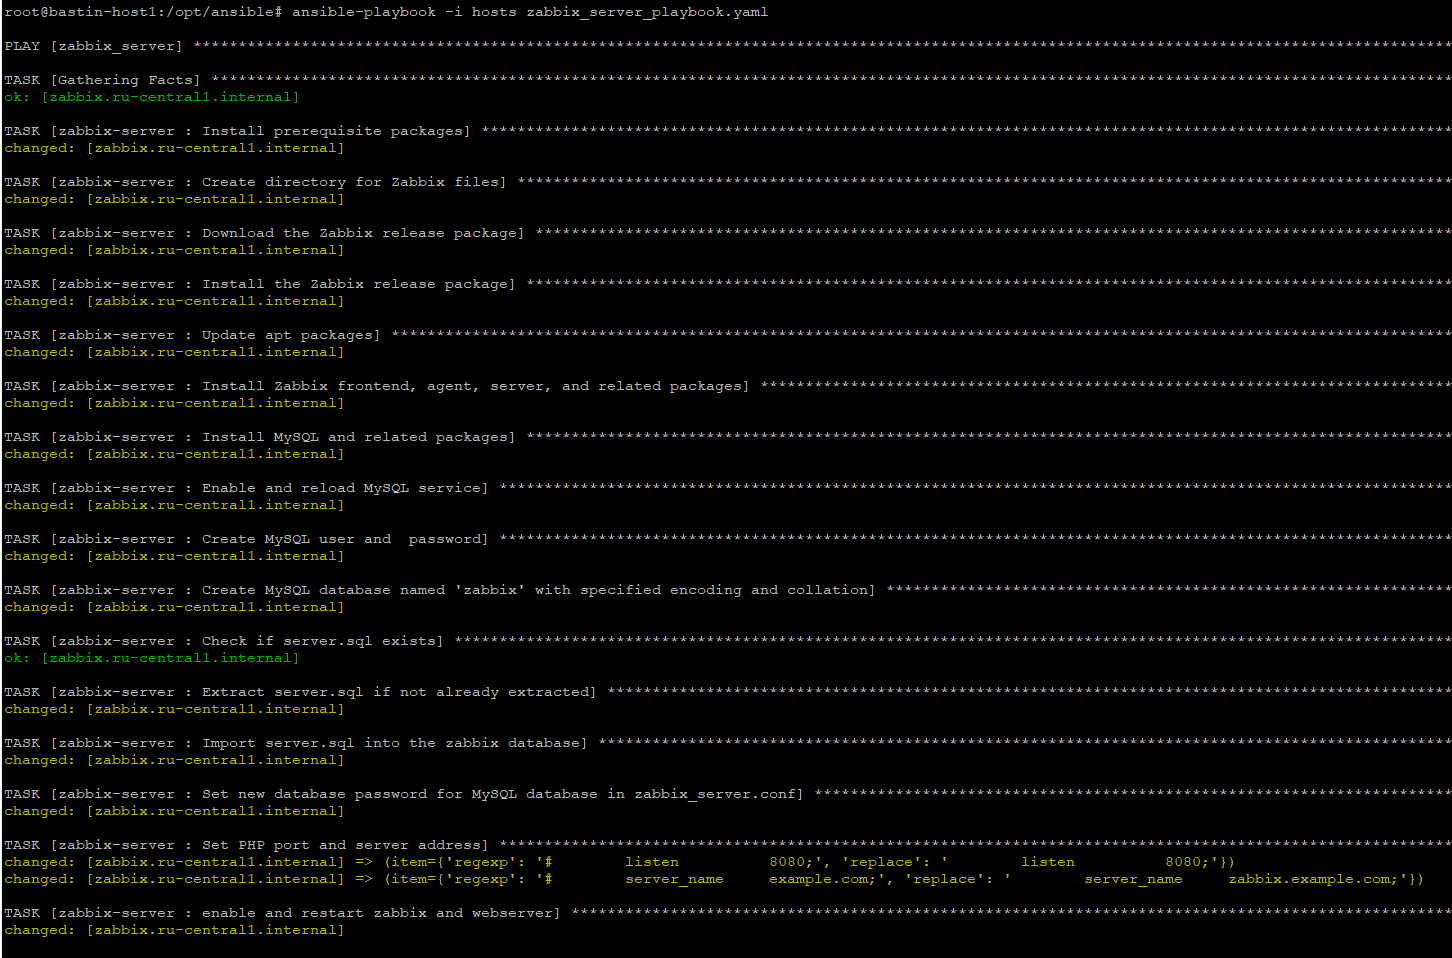 root@bastin-host1:/opt/ansible# ansible-playbook -i hosts zabbix_server_playbook.yaml
PLAY [zabbix_server] ********************************************************************************************************************************************
TASK [Gathering Facts] ******************************************************************************************************************************************
ok: [zabbix.ru-central1.internal]
TASK [zabbix-server : Install prerequisite packages] ************************************************************************************************************
changed: [zabbix.ru-central1.internal]
TASK [zabbix-server : Create directory for Zabbix files] ********************************************************************************************************
changed: [zabbix.ru-central1.internal]
TASK [zabbix-server : Download the Zabbix release package] ******************************************************************************************************
changed: [zabbix.ru-central1.internal]
TASK [zabbix-server : Install the Zabbix release package] *******************************************************************************************************
changed: [zabbix.ru-central1.internal]
TASK [zabbix-server : Update apt packages] **********************************************************************************************************************
changed: [zabbix.ru-central1.internal]
TASK [zabbix-server : Install Zabbix frontend, agent, server, and related packages] *****************************************************************************
changed: [zabbix.ru-central1.internal]
TASK [zabbix-server : Install MySQL and related packages] *******************************************************************************************************
changed: [zabbix.ru-central1.internal]
TASK [zabbix-server : Enable and reload MySQL service] **********************************************************************************************************
changed: [zabbix.ru-central1.internal]
TASK [zabbix-server : Create MySQL user and  password] **********************************************************************************************************
changed: [zabbix.ru-central1.internal]
TASK [zabbix-server : Create MySQL database named 'zabbix' with specified encoding and collation] ***************************************************************
changed: [zabbix.ru-central1.internal]
TASK [zabbix-server : Check if server.sql exists] ***************************************************************************************************************
ok: [zabbix.ru-central1.internal]
TASK [zabbix-server : Extract server.sql if not already extracted] **********************************************************************************************
changed: [zabbix.ru-central1.internal]
TASK [zabbix-server : Import server.sql into the zabbix database] ***********************************************************************************************
changed: [zabbix.ru-central1.internal]
TASK [zabbix-server : Set new database password for MySQL database in zabbix_server.conf] ***********************************************************************
changed: [zabbix.ru-central1.internal]
TASK [zabbix-server : Set PHP port and server address] **********************************************************************************************************
changed: [zabbix.ru-central1.internal] => (item={'regexp': '#        listen          8080;', 'replace': '        listen          8080;'})
changed: [zabbix.ru-central1.internal] => (item={'regexp': '#        server_name     example.com;', 'replace': '        server_name     zabbix.example.com;'})
TASK [zabbix-server : enable and restart zabbix and webserver] **************************************************************************************************
changed: [zabbix.ru-central1.internal]